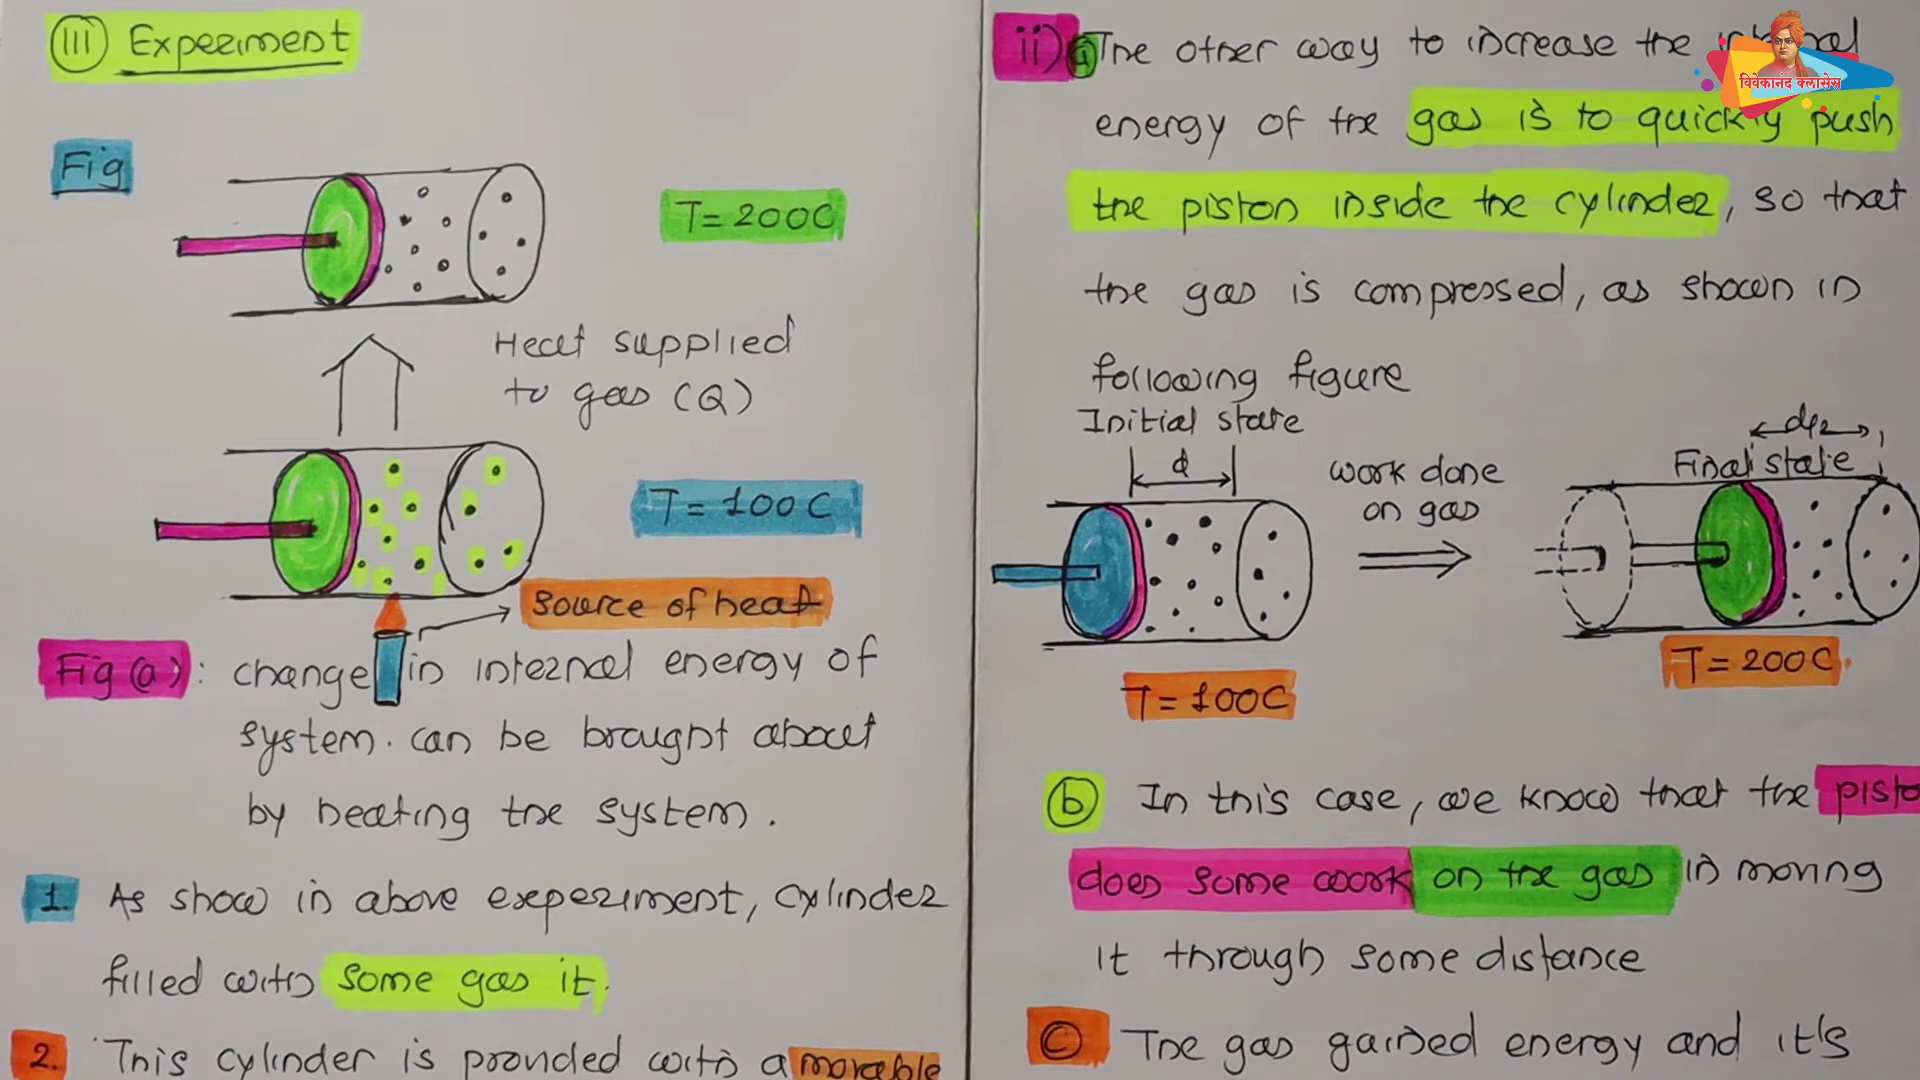 III Experiment
Fig
T = 200C
Heat supplied
to gas (Q)
T = 100C
Source of heat
Fig (a) : change in internal energy of
system. can be brought about
by heating the system.
1. As show in above experiment, cylinder
filled with some gas it.
2. This cylinder is provided with a movable
ii) a The other way to increase the internal
energy of the gas is to quickly push
the piston inside the cylinder, so that
the gas is compressed, as shown in
following figure
Initial state
d
work done
on gas
Final state
T = 100C
T = 200C.
b In this case, we know that the pisto
does some work on the gas in moving
it through some distance
C The gas gained energy and it's
विवेकानंद क्लासेस